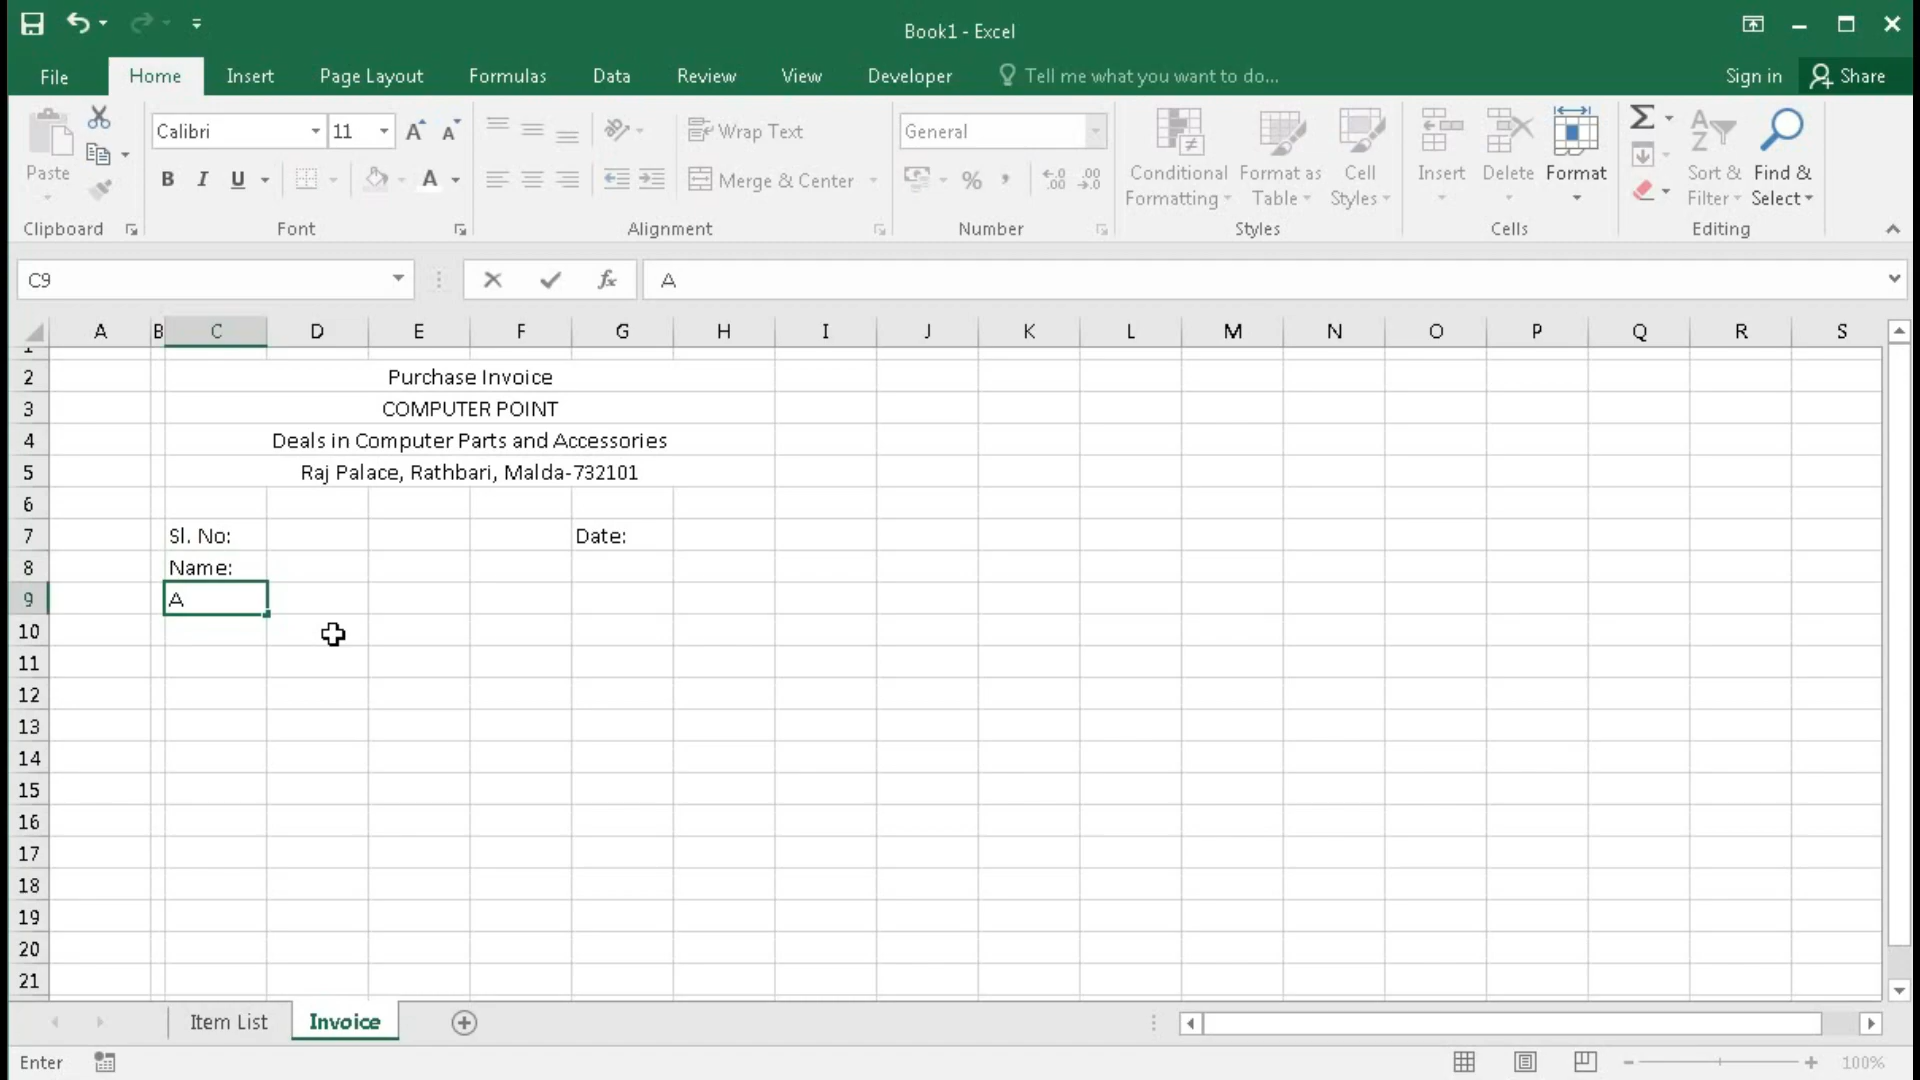 Book1 - Excel
File Home Insert Page Layout Formulas Data Review View Developer Tell me what you want to do... Sign in Share
Calibri 11 Wrap Text General
Paste Conditional Format as Cell Insert Delete Format Sort & Find &
B I U Merge & Center % Formatting Table Styles Filter Select
Clipboard Font Alignment Number Styles Cells Editing
C9 fx A
A B C D E F G H I J K L M N O P Q R S
1
2 Purchase Invoice
3 COMPUTER POINT
4 Deals in Computer Parts and Accessories
5 Raj Palace, Rathbari, Malda-732101
6
7 Sl. No: Date:
8 Name:
9 A
10
11
12
13
14
15
16
17
18
19
20
21
Item List Invoice
Enter 100%